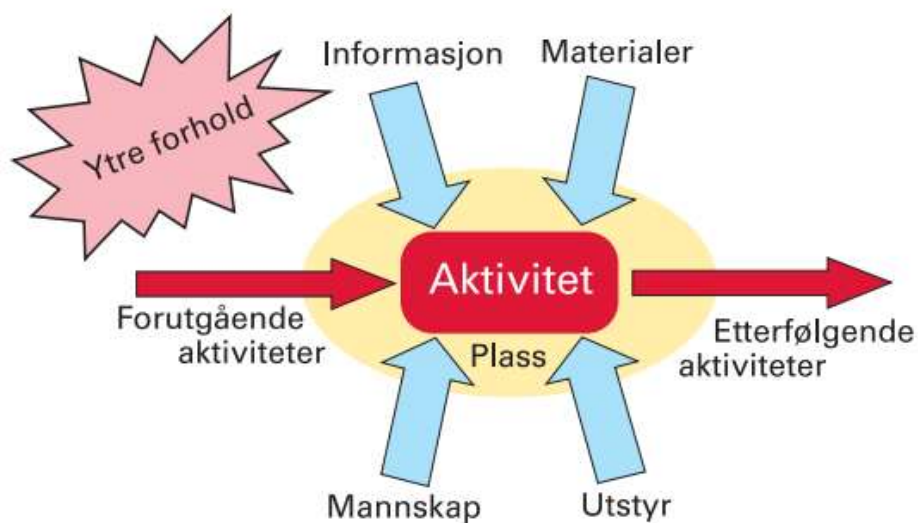 Informasjon
Materialer
Ytre forhold
Aktivitet
Forutgående
aktiviteter
Plass
Etterfølgende
aktiviteter
Mannskap
Utstyr